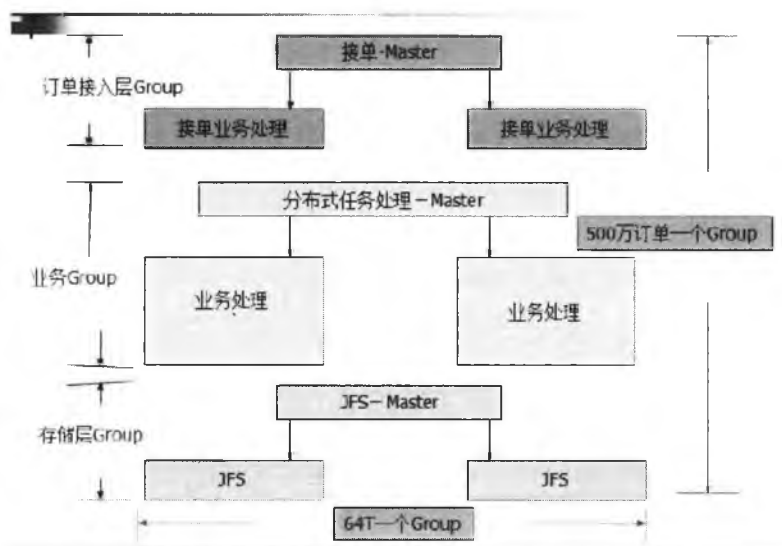 接单-Master
订单接入层Group
接单业务处理
接单业务处理
分布式任务处理-Master
500万订单一个Group
业务Group
业务处理
业务处理
JFS-Master
存储层Group
JFS
JFS
64T一个Group